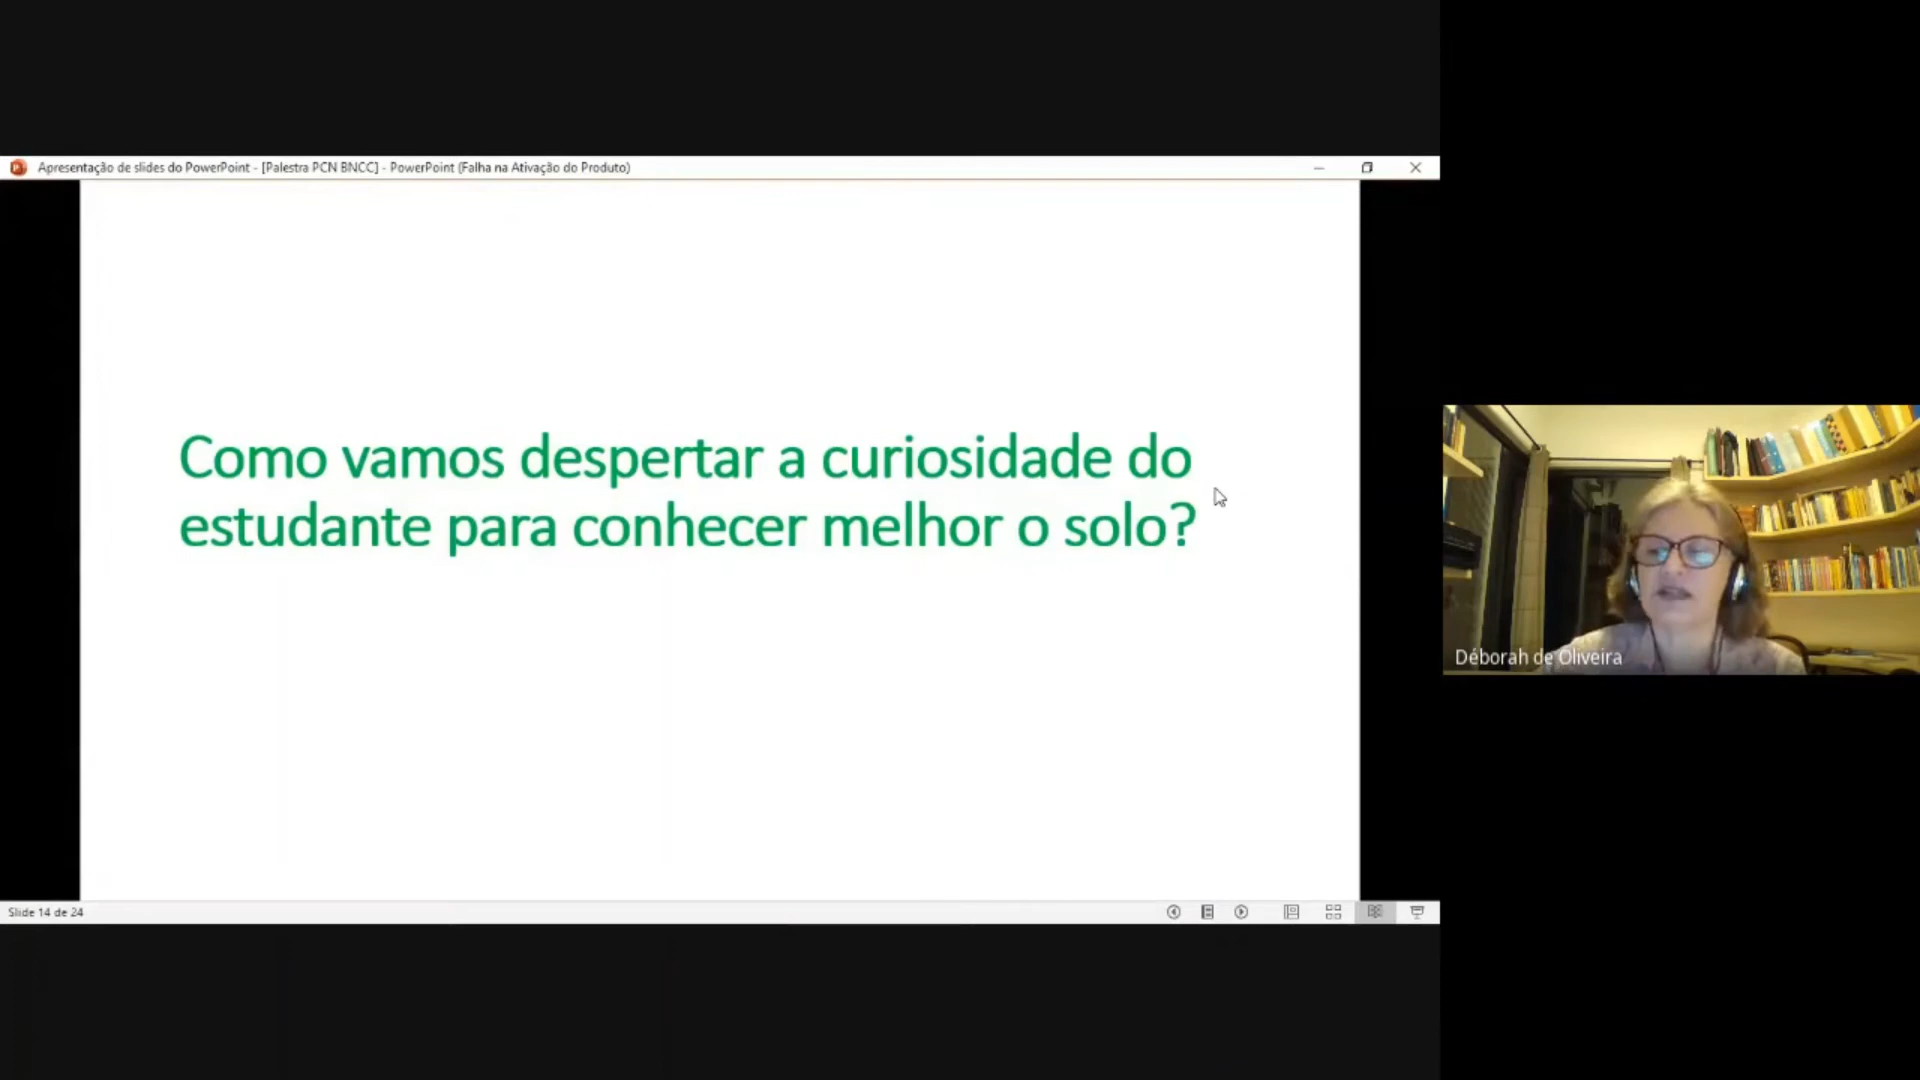 Apresentação de slides do PowerPoint - [Palestra PCN BNCC] - PowerPoint (Falha na Ativação do Produto)
Como vamos despertar a curiosidade do
estudante para conhecer melhor o solo?
Déborah de Oliveira
Slide 14 de 24